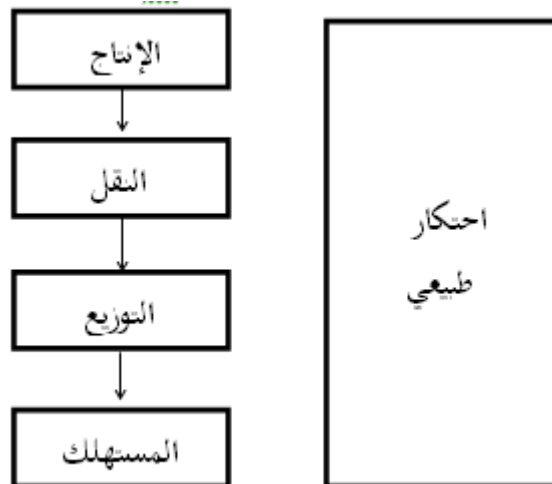 الإنتاج
النقل
التوزيع
المستهلك
احتكار
طبيعي